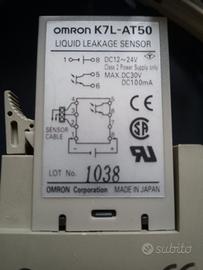 OMRON K7L-AT50
LIQUID LEAKAGE SENSOR
1 8
DC12～24V
Class 2 Power Supply only
5
6
MAX.DC30V
DC100mA
SENSOR
CABLE
LOT No.
1038
OMRON Corporation MADE IN JAPAN
subito